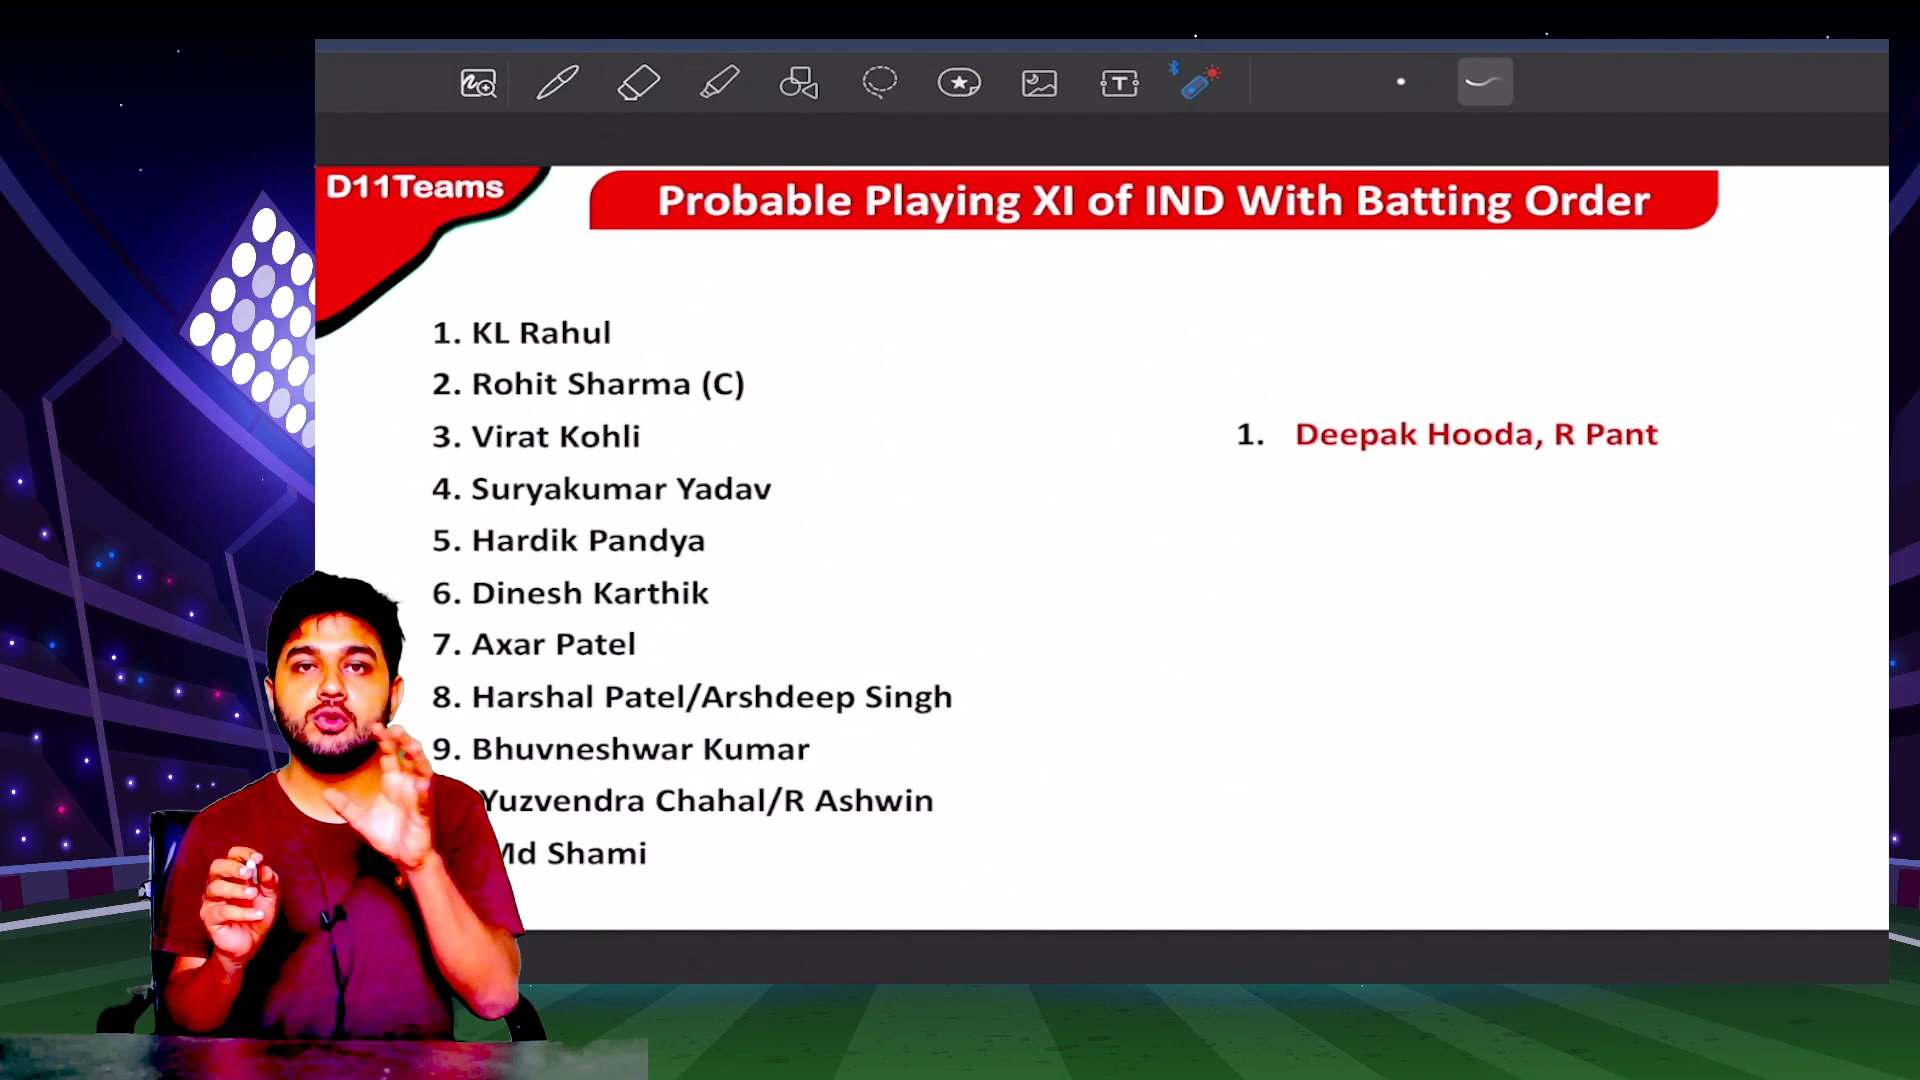 D11Teams
Probable Playing XI of IND With Batting Order
1. KL Rahul
2. Rohit Sharma (C)
3. Virat Kohli
4. Suryakumar Yadav
5. Hardik Pandya
6. Dinesh Karthik
7. Axar Patel
8. Harshal Patel/Arshdeep Singh
9. Bhuvneshwar Kumar
Yuzvendra Chahal/R Ashwin
Md Shami
1. Deepak Hooda, R Pant